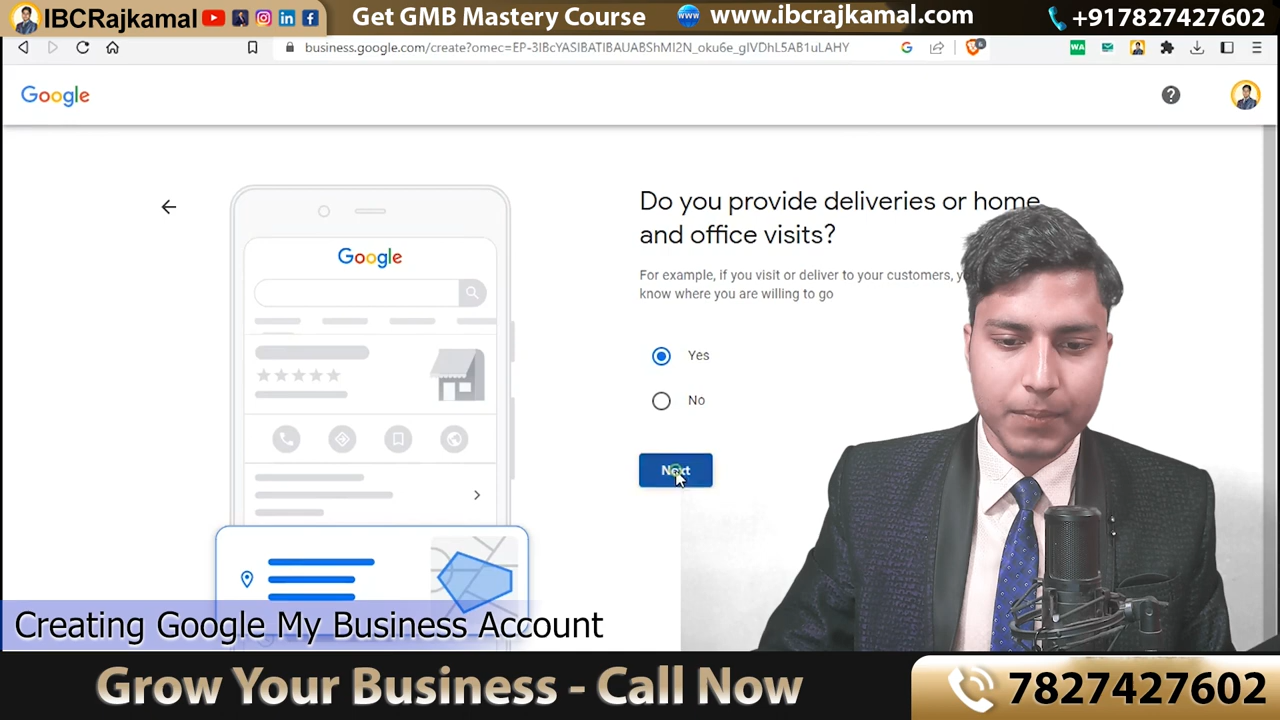 IBCRajkamal
Get GMB Mastery Course
www.ibcrajkamal.com
+917827427602
business.google.com/create?omec=EP-3IBcYASIBATIBAUABShMI2N_oku6e_gIVDhL5AB1uLAHY
Google
Google
Do you provide deliveries or home
and office visits?
For example, if you visit or deliver to your customers,
know where you are willing to go
Yes
No
Next
Creating Google My Business Account
Grow Your Business - Call Now
7827427602